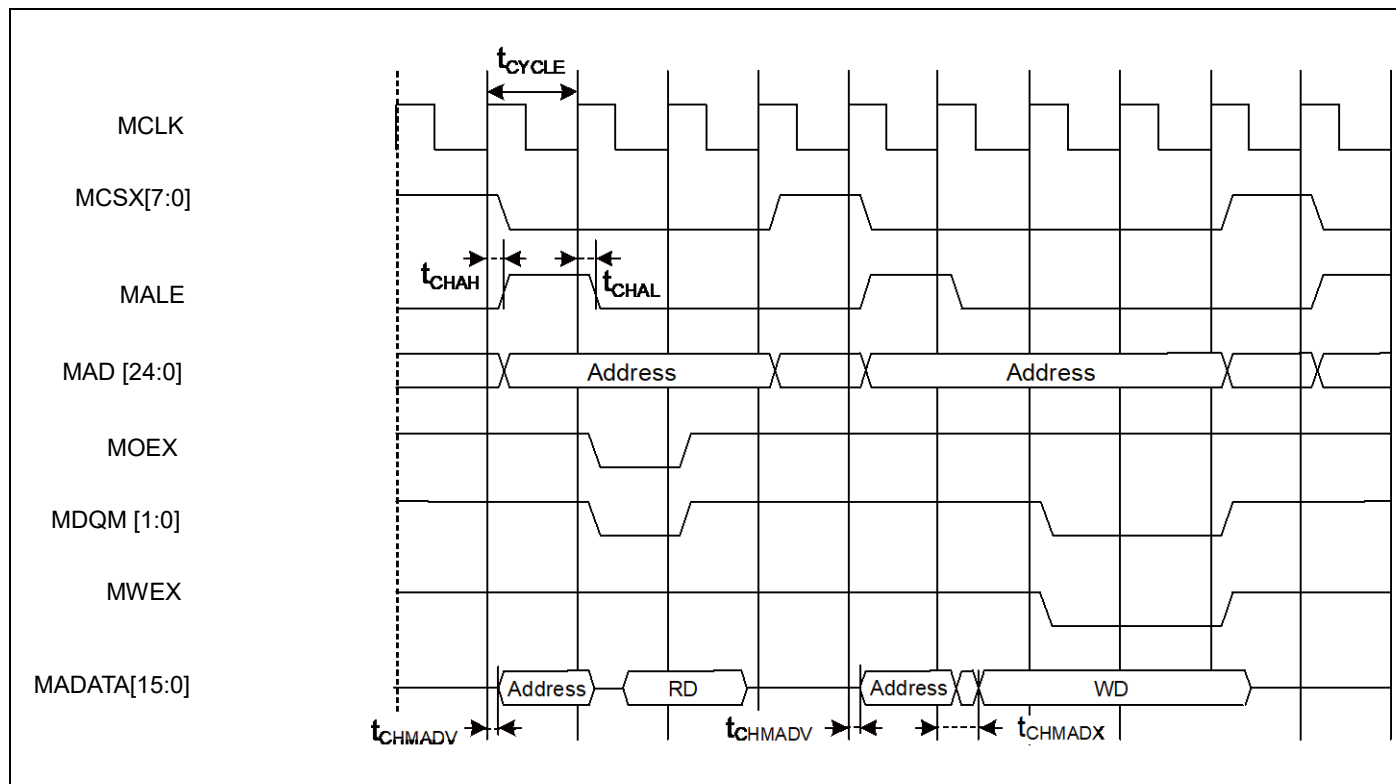 tCYCLE
MCLK
MCSX[7:0]
tCHAH
tCHAL
MALE
MAD [24:0]
Address
Address
MOEX
MDQM [1:0]
MWEX
MADATA[15:0]
Address
RD
Address
WD
tCHMADV
tCHMADV
tCHMADX